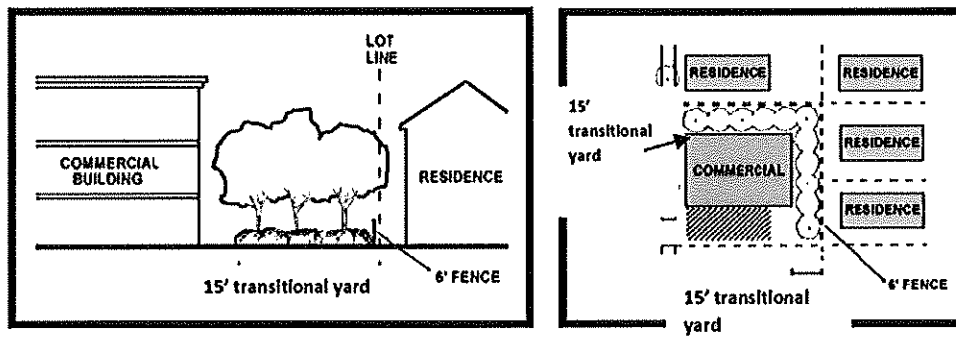 LOT
LINE
COMMERCIAL
BUILDING
RESIDENCE
6' FENCE
15' transitional yard
RESIDENCE
RESIDENCE
15'
transitional
yard
COMMERCIAL
RESIDENCE
RESIDENCE
6' FENCE
15' transitional
yard